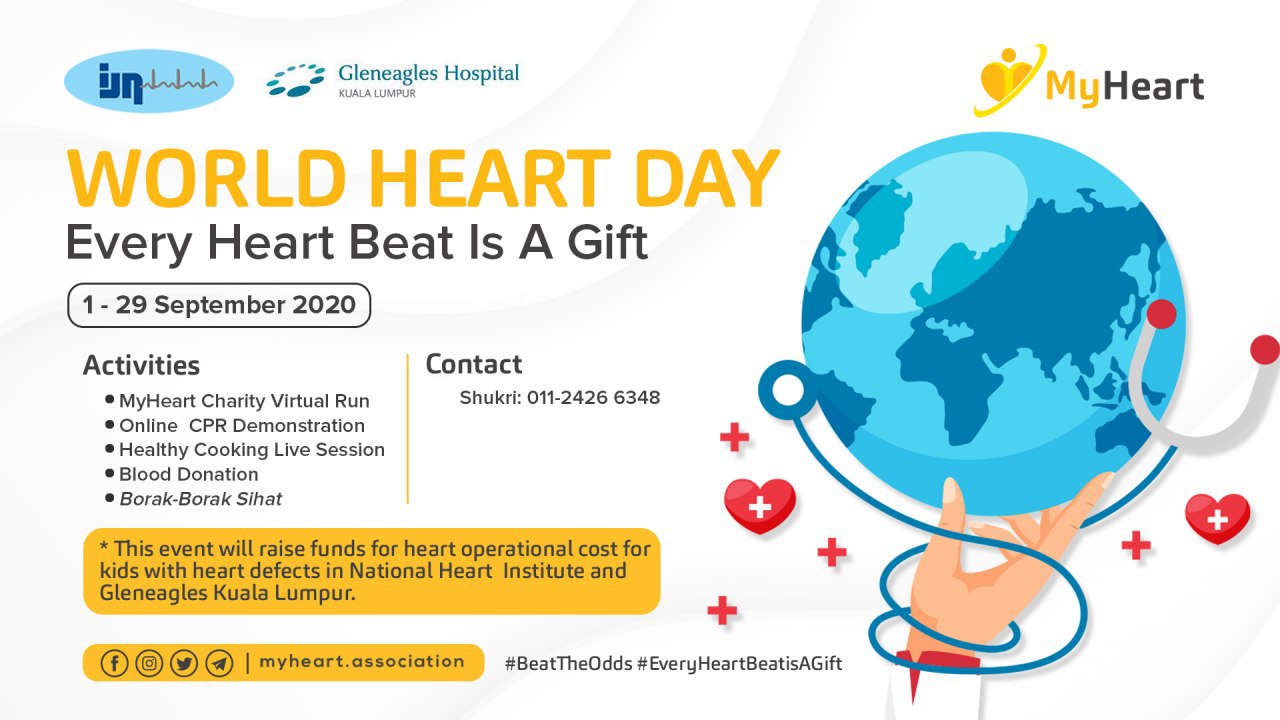 ijn
Gleneagles Hospital
KUALA LUMPUR
MyHeart
WORLD HEART DAY
Every Heart Beat Is A Gift
1 - 29 September 2020
Activities
• MyHeart Charity Virtual Run
• Online CPR Demonstration
• Healthy Cooking Live Session
• Blood Donation
• Borak-Borak Sihat
Contact
Shukri: 011-2426 6348
* This event will raise funds for heart operational cost for
kids with heart defects in National Heart Institute and
Gleneagles Kuala Lumpur.
| myheart.association
#BeatTheOdds #EveryHeartBeatisAGift